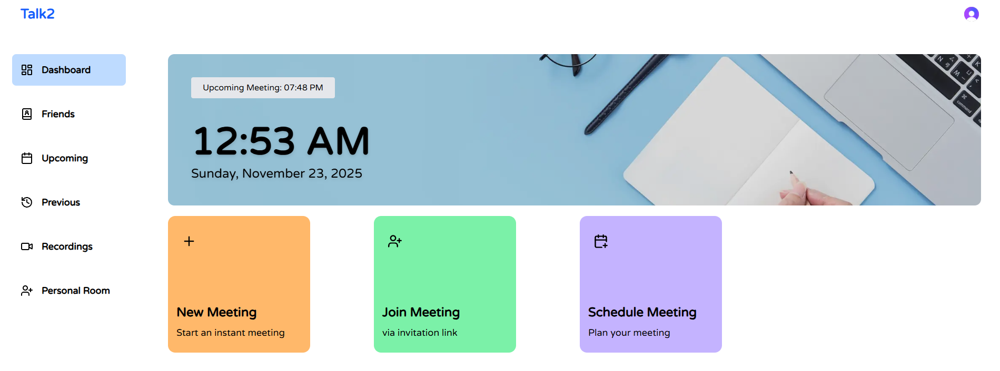 Talk2
Dashboard
Friends
Upcoming
Previous
Recordings
Personal Room
Upcoming Meeting: 07:48 PM
12:53 AM
Sunday, November 23, 2025
N
M
K
⌘
command
New Meeting
Start an instant meeting
Join Meeting
via invitation link
Schedule Meeting
Plan your meeting